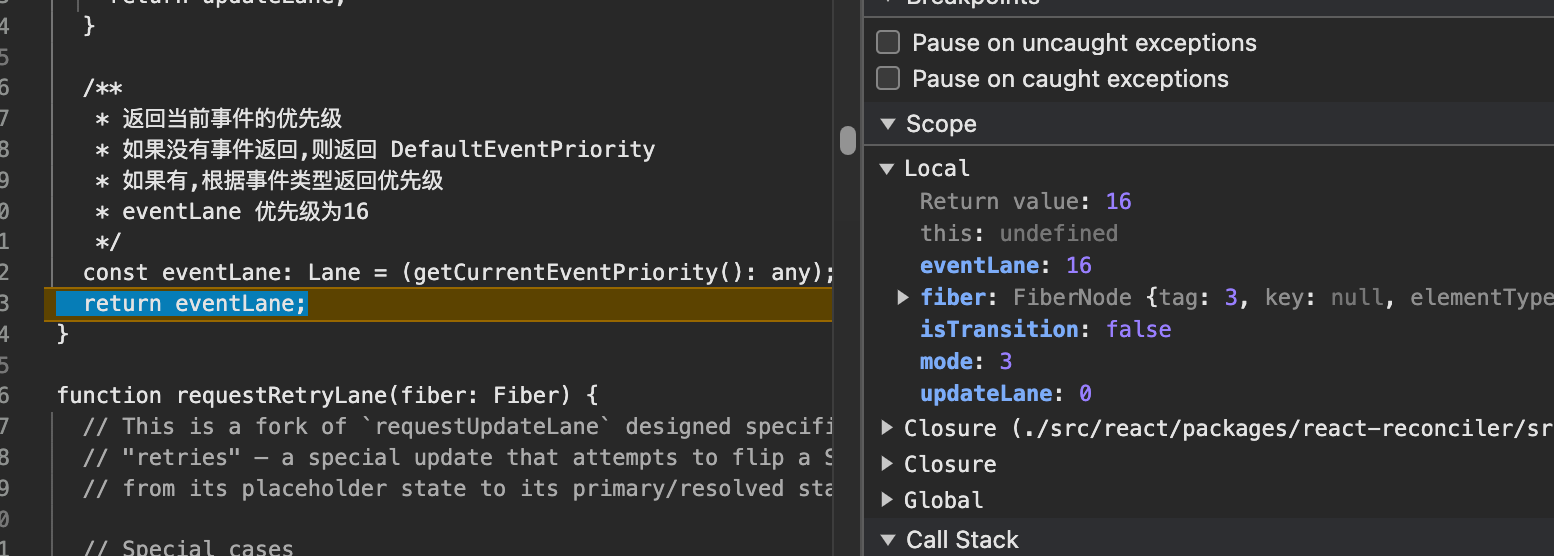 return updateLane;
4 }
5
6 /**
7 * 返回当前事件的优先级
8 * 如果没有事件返回,则返回 DefaultEventPriority
9 * 如果有,根据事件类型返回优先级
0 * eventLane 优先级为16
1 */
2 const eventLane: Lane = (getCurrentEventPriority(): any);
3 return eventLane;
4 }
5
6 function requestRetryLane(fiber: Fiber) {
7 // This is a fork of `requestUpdateLane` designed specifi
8 // "retries" — a special update that attempts to flip a S
9 // from its placeholder state to its primary/resolved sta
0
1 // Special cases
Breakpoints
Pause on uncaught exceptions
Pause on caught exceptions
Scope
Local
Return value: 16
this: undefined
eventLane: 16
fiber: FiberNode {tag: 3, key: null, elementType
isTransition: false
mode: 3
updateLane: 0
Closure (./src/react/packages/react-reconciler/sr
Closure
Global
Call Stack